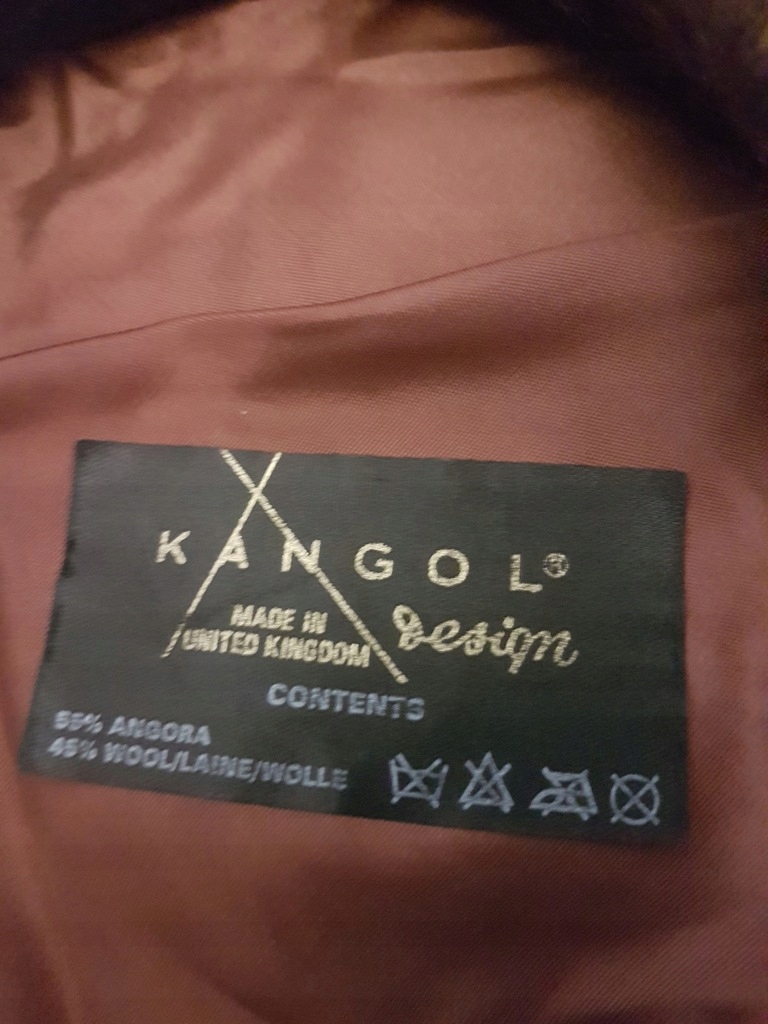 KANGOL®
design
MADE IN
UNITED KINGDOM
CONTENTS
55% ANGORA
45% WOOL/LAINE/WOLLE